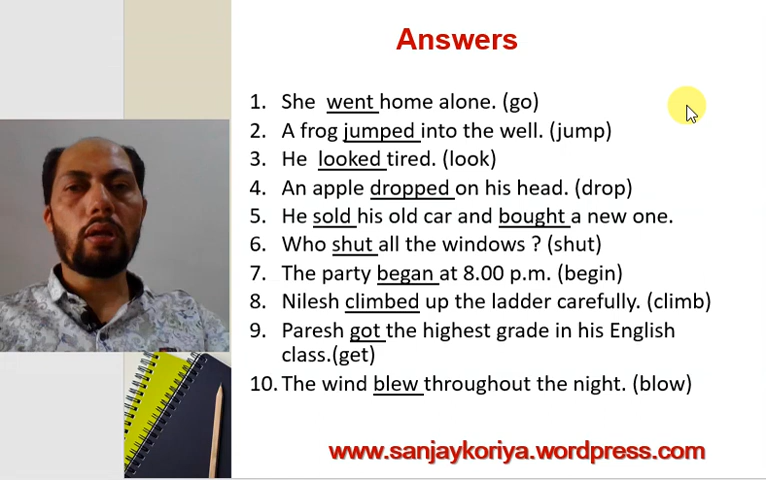 Answers
1. She went home alone. (go)
2. A frog jumped into the well. (jump)
3. He looked tired. (look)
4. An apple dropped on his head. (drop)
5. He sold his old car and bought a new one.
6. Who shut all the windows ? (shut)
7. The party began at 8.00 p.m. (begin)
8. Nilesh climbed up the ladder carefully. (climb)
9. Paresh got the highest grade in his English
class.(get)
10. The wind blew throughout the night. (blow)
www.sanjaykoriya.wordpress.com